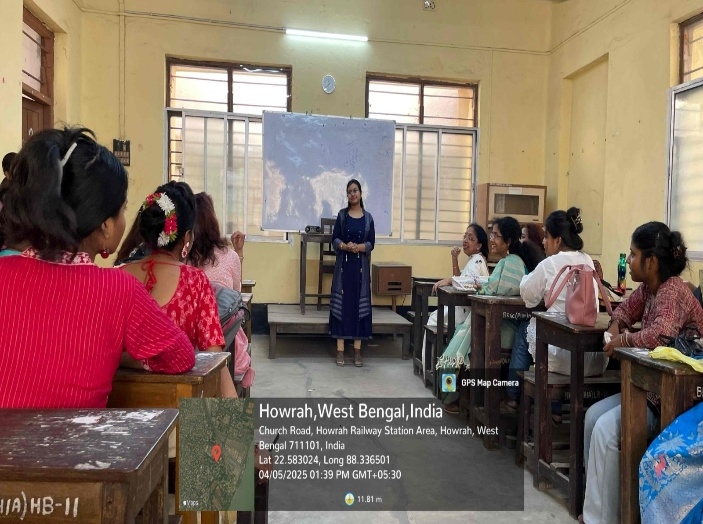 GPS Map Camera
Howrah,West Bengal,India
Church Road, Howrah Railway Station Area, Howrah, West
Bengal 711101, India
Lat 22.583024, Long 88.336501
04/05/2025 01:39 PM GMT+05:30
Maps
11.81 m
HB-11